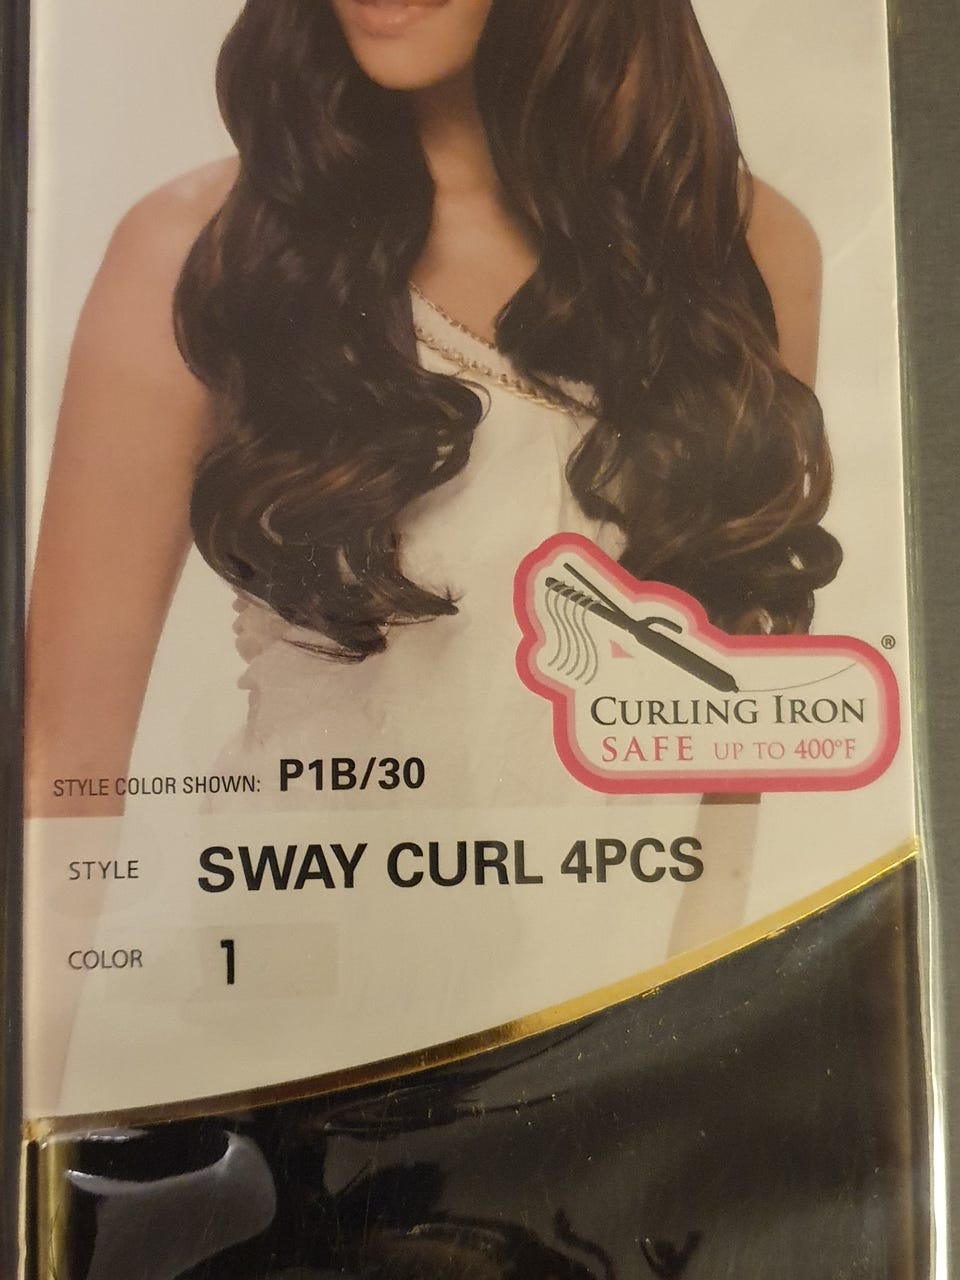 ®
CURLING IRON
SAFE UP TO 400°F
STYLE COLOR SHOWN: P1B/30
STYLE SWAY CURL 4PCS
COLOR 1